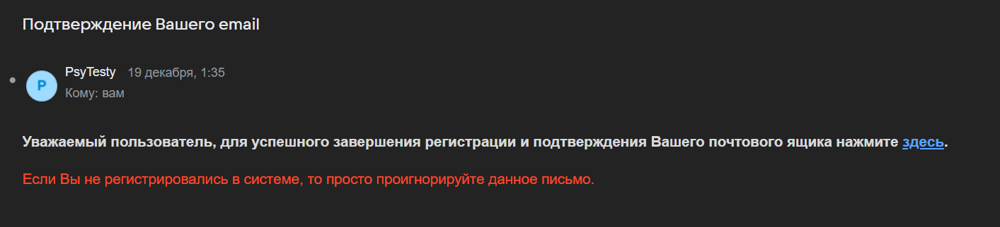 Подтверждение Вашего email
PsyTesty 19 декабря, 1:35
P
Кому: вам
Уважаемый пользователь, для успешного завершения регистрации и подтверждения Вашего почтового ящика нажмите здесь.
Если Вы не регистрировались в системе, то просто проигнорируйте данное письмо.